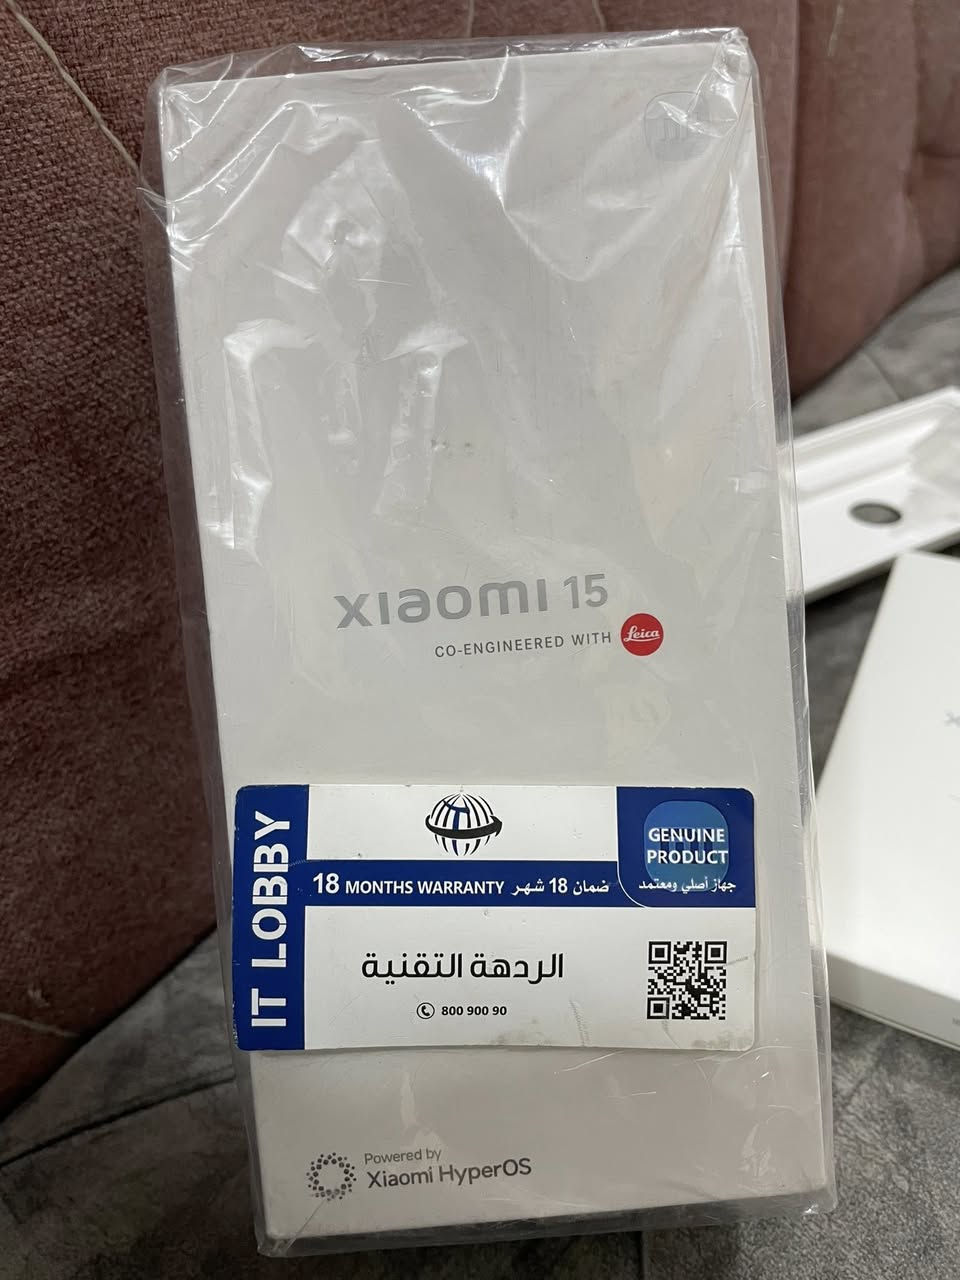 xiaomi 15
CO-ENGINEERED WITH Leica
IT LOBBY
GENUINE
PRODUCT
جهاز أصلي ومعتمد
18 MONTHS WARRANTY ضمان 18 شهر
الردهة التقنية
800 900 90
Powered by
Xiaomi HyperOS